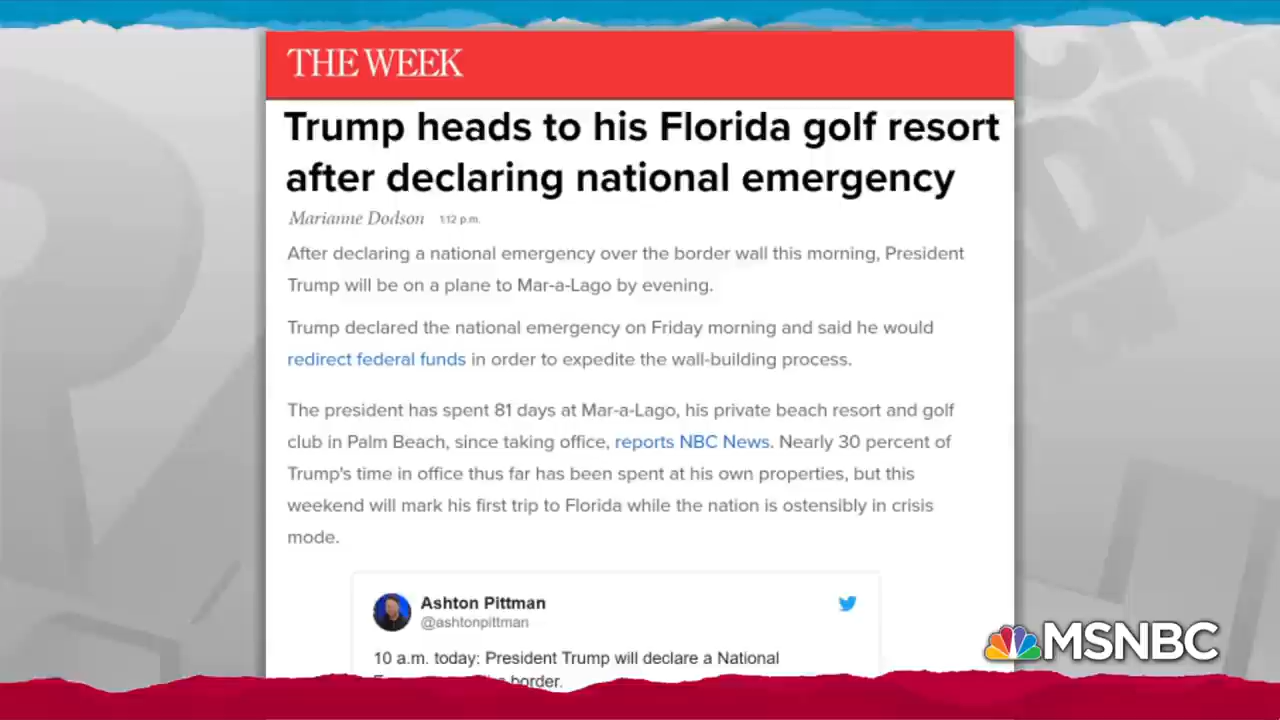 THE WEEK
Trump heads to his Florida golf resort
after declaring national emergency
Marianne Dodson 1:12 p.m.
After declaring a national emergency over the border wall this morning, President
Trump will be on a plane to Mar-a-Lago by evening.
Trump declared the national emergency on Friday morning and said he would
redirect federal funds in order to expedite the wall-building process.
The president has spent 81 days at Mar-a-Lago, his private beach resort and golf
club in Palm Beach, since taking office, reports NBC News. Nearly 30 percent of
Trump's time in office thus far has been spent at his own properties, but this
weekend will mark his first trip to Florida while the nation is ostensibly in crisis
mode.
Ashton Pittman
@ashtonpittman
10 a.m. today: President Trump will declare a National
border.
MSNBC